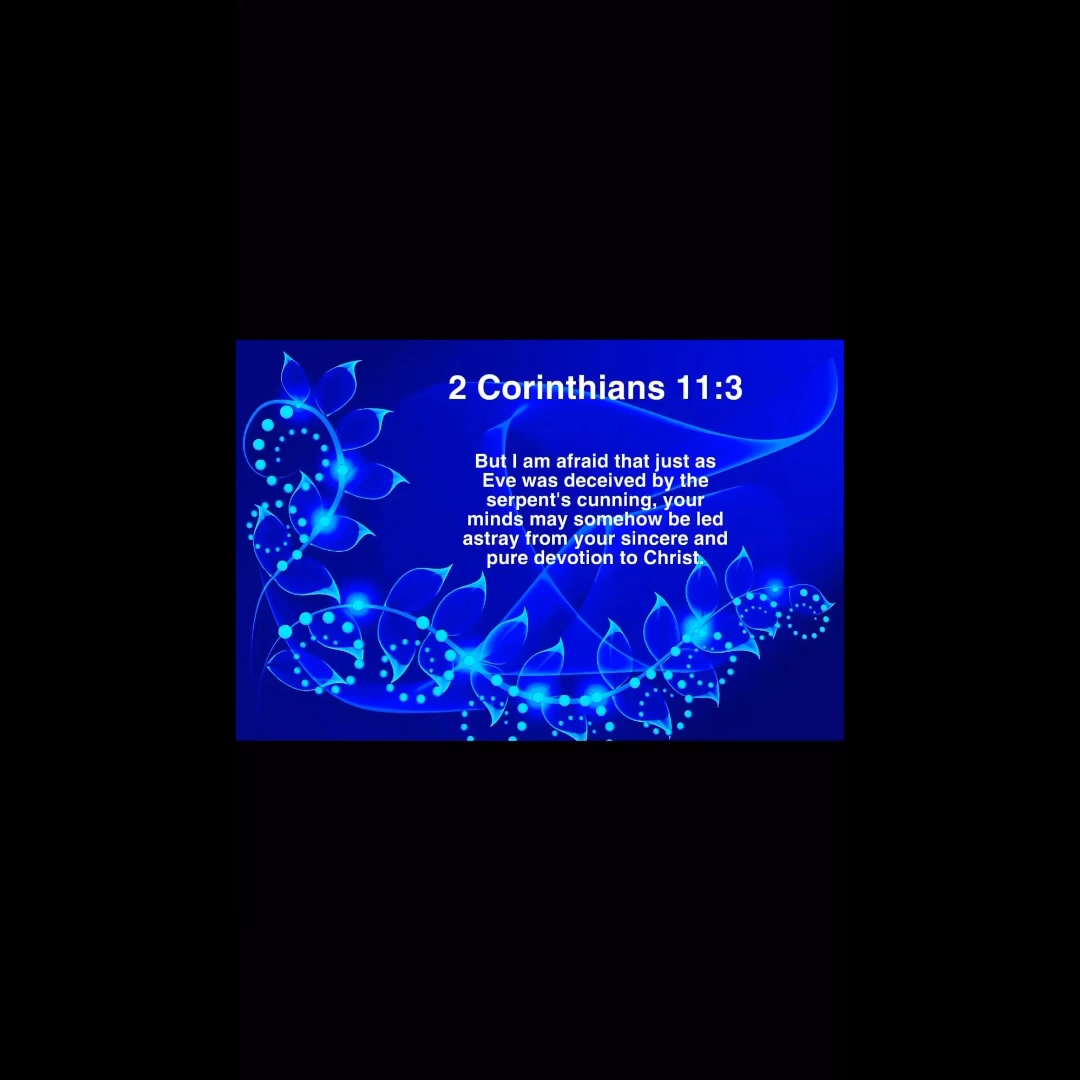 2 Corinthians 11:3
But I am afraid that just as
Eve was deceived by the
serpent's cunning, your
minds may somehow be led
astray from your sincere and
pure devotion to Christ.